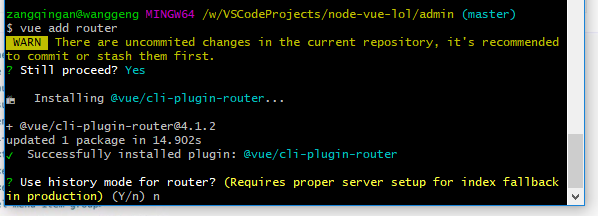 zangqingan@wanggeng MINGW64 /w/VSCodeProjects/node-vue-lol/admin (master)
$ vue add router
WARN There are uncommited changes in the current repository, it's recommended
to commit or stash them first.
? Still proceed? Yes
Installing @vue/cli-plugin-router...
+ @vue/cli-plugin-router@4.1.2
updated 1 package in 14.902s
✓ Successfully installed plugin: @vue/cli-plugin-router
? Use history mode for router? (Requires proper server setup for index fallback
in production) (Y/n) n